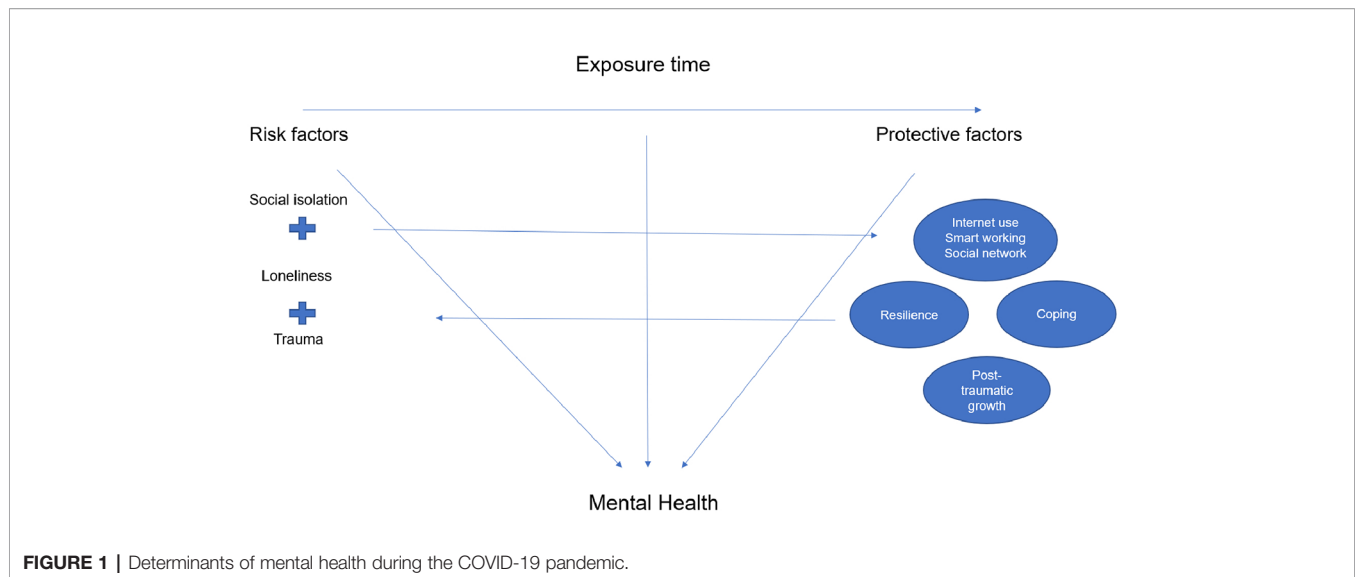 Exposure time
Risk factors
Protective factors
Social isolation
Loneliness
Trauma
Internet use
Smart working
Social network
Resilience
Coping
Post-
traumatic
growth
Mental Health
FIGURE 1 | Determinants of mental health during the COVID-19 pandemic.